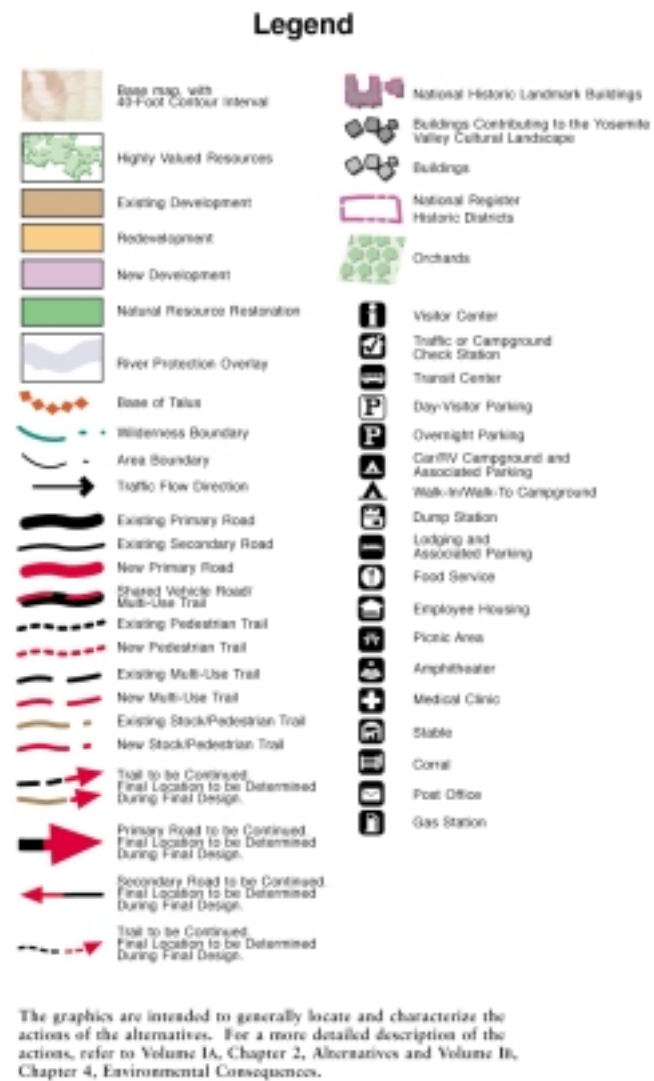 Legend
Base map, with
40-Foot Contour Interval
Highly Valued Resources
Existing Development
Redevelopment
New Development
Natural Resource Restoration
River Protection Overlay
Base of Talus
Wilderness Boundary
Area Boundary
Traffic Flow Direction
Existing Primary Road
Existing Secondary Road
New Primary Road
Shared Vehicle Road/
Multi-Use Trail
Existing Pedestrian Trail
New Pedestrian Trail
Existing Multi-Use Trail
New Multi-Use Trail
Existing Stock/Pedestrian Trail
New Stock/Pedestrian Trail
Trail to be Continued.
Final Location to be Determined
During Final Design.
Primary Road to be Continued.
Final Location to be Determined
During Final Design.
Secondary Road to be Continued.
Final Location to be Determined
During Final Design.
Trail to be Continued.
Final Location to be Determined
During Final Design.
National Historic Landmark Buildings
Buildings Contributing to the Yosemite
Valley Cultural Landscape
Buildings
National Register
Historic Districts
Orchards
Visitor Center
Traffic or Campground
Check Station
Transit Center
P Day-Visitor Parking
P Overnight Parking
Car/RV Campground and
Associated Parking
Walk-In/Walk-To Campground
Dump Station
Lodging and
Associated Parking
Food Service
Employee Housing
Picnic Area
Amphitheater
Medical Clinic
Stable
Corral
Post Office
Gas Station
The graphics are intended to generally locate and characterize the
actions of the alternatives. For a more detailed description of the
actions, refer to Volume IA, Chapter 2, Alternatives and Volume IB,
Chapter 4, Environmental Consequences.